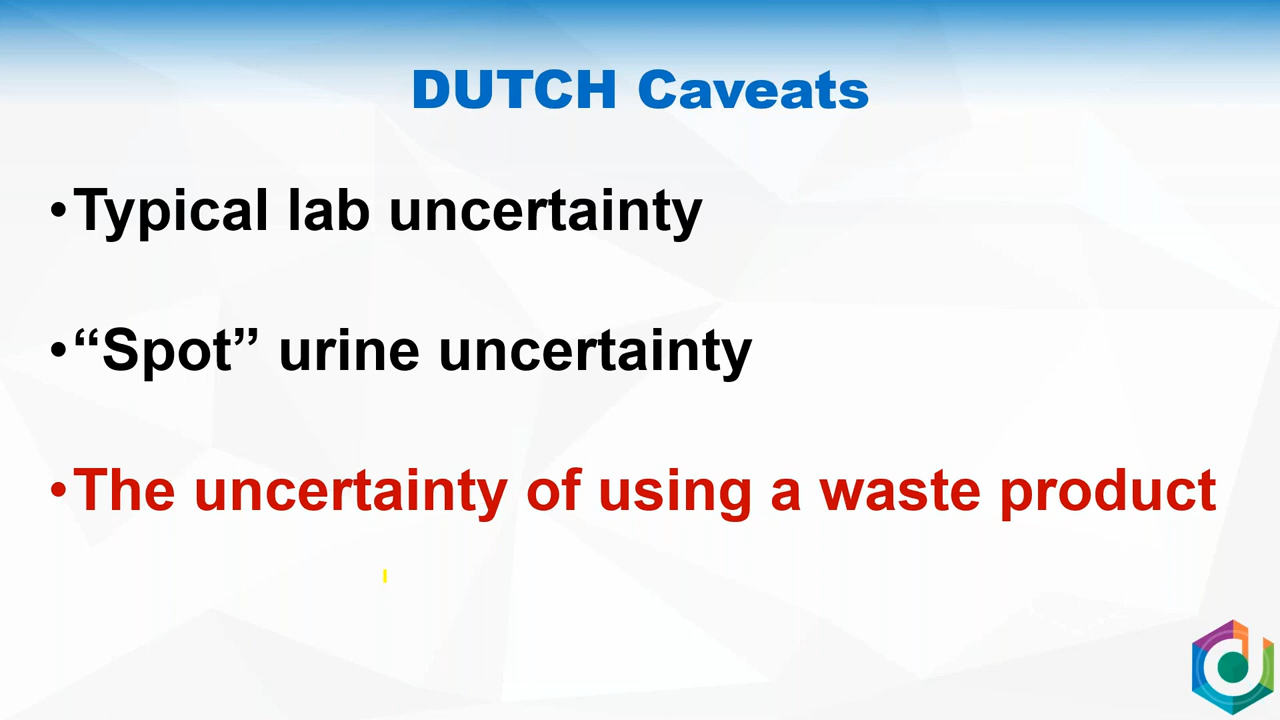 DUTCH Caveats
•Typical lab uncertainty
•“Spot” urine uncertainty
•The uncertainty of using a waste product